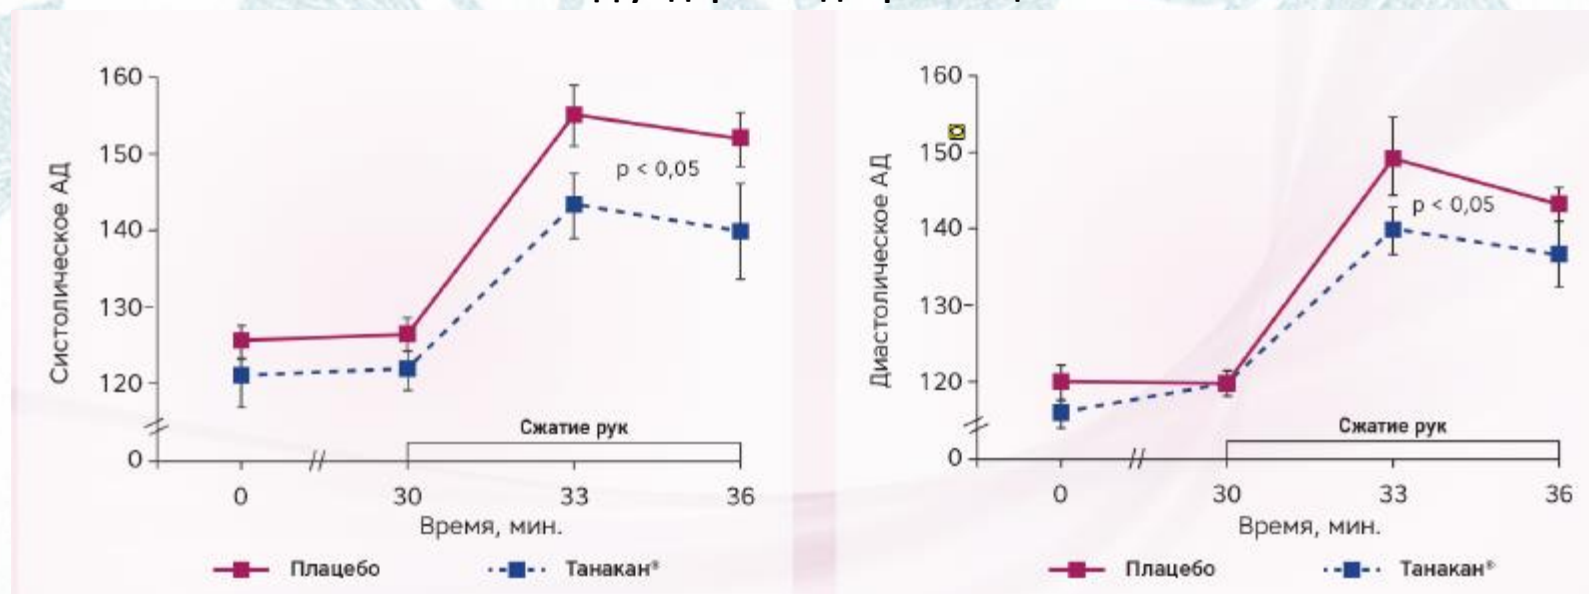 Систолическое АД
160
150
140
130
120
0
p < 0,05
Сжатие рук
0 30 33 36
Время, мин.
Плацебо Танакан®
Диастолическое АД
160
150
140
130
120
0
p < 0,05
Сжатие рук
0 30 33 36
Время, мин.
Плацебо Танакан®